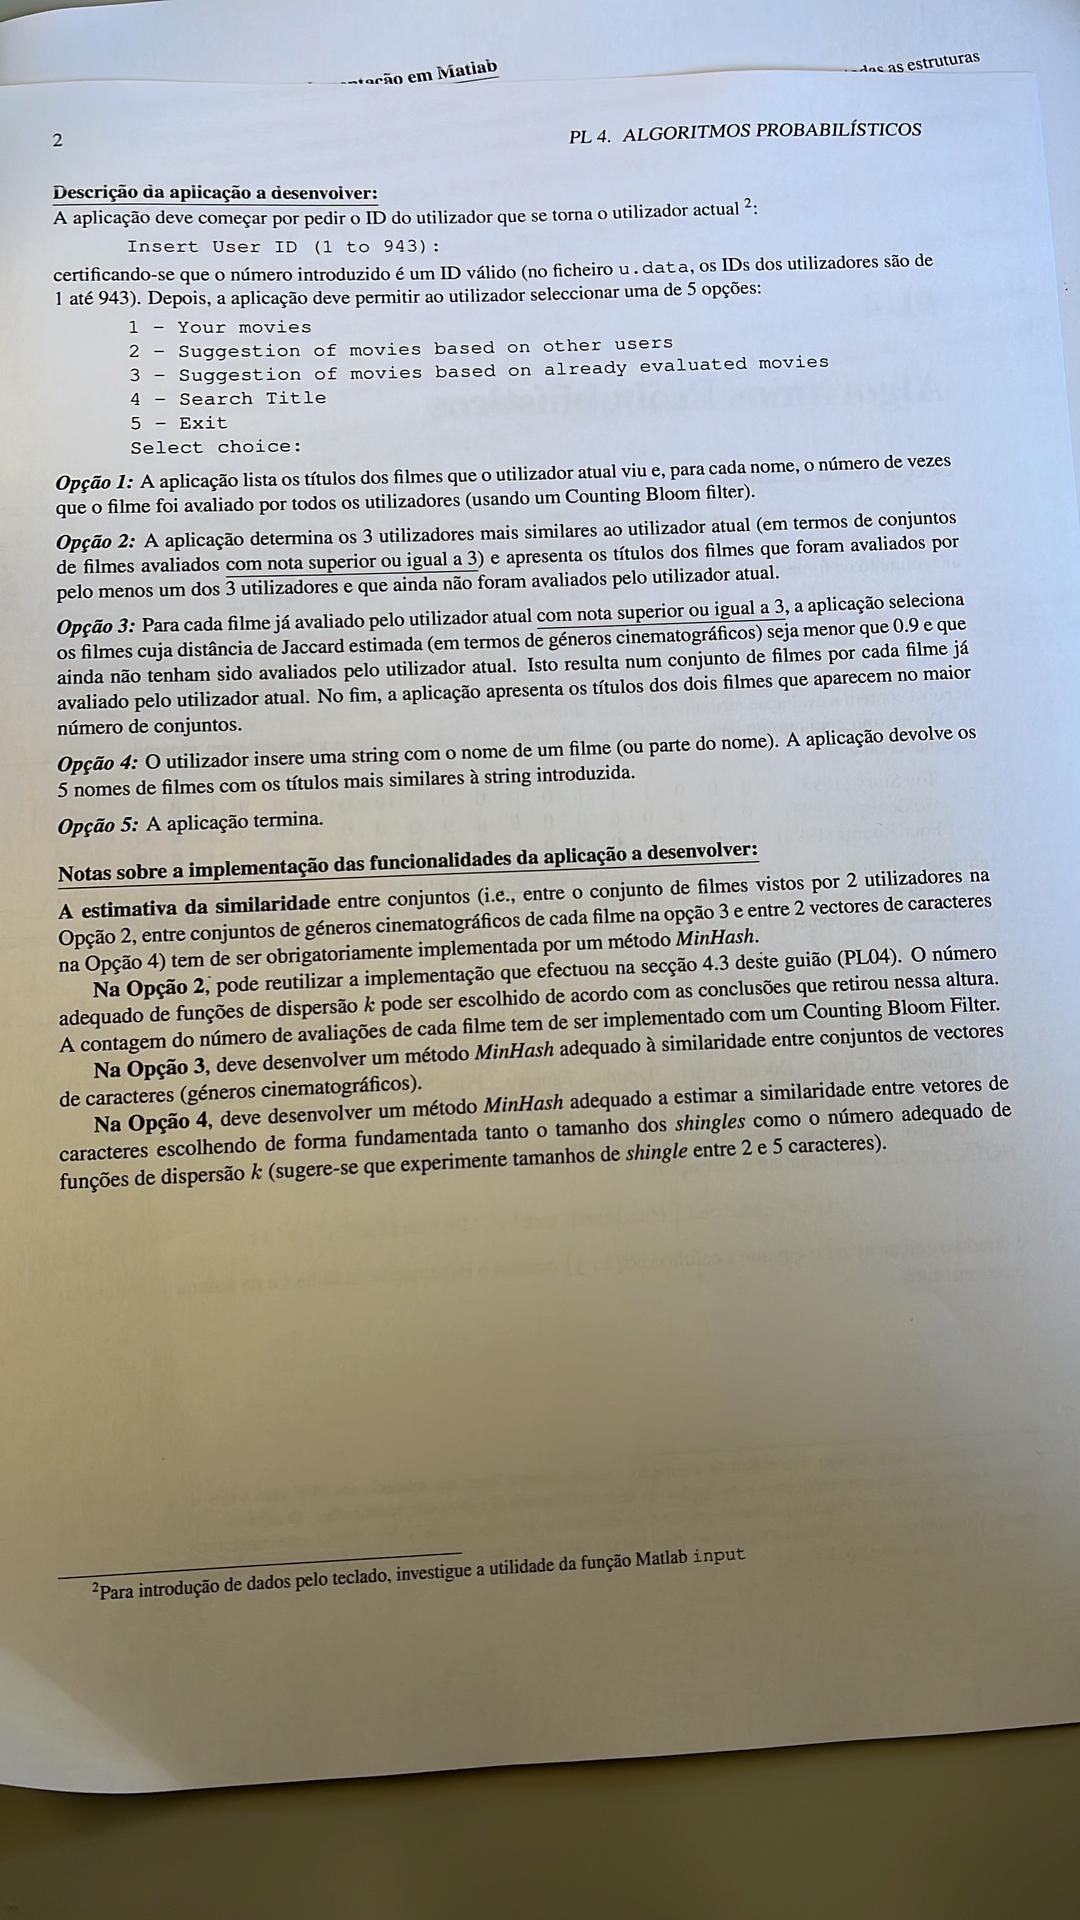 ntação em Matlab
das as estruturas
2
PL 4. ALGORITMOS PROBABILÍSTICOS
Descrição da aplicação a desenvolver:
A aplicação deve começar por pedir o ID do utilizador que se torna o utilizador actual ²:
Insert User ID (1 to 943):
certificando-se que o número introduzido é um ID válido (no ficheiro u.data, os IDs dos utilizadores são de
1 até 943). Depois, a aplicação deve permitir ao utilizador seleccionar uma de 5 opções:
1 - Your movies
2 - Suggestion of movies based on other users
3 - Suggestion of movies based on already evaluated movies
4 - Search Title
5 - Exit
Select choice:
Opção 1: A aplicação lista os títulos dos filmes que o utilizador atual viu e, para cada nome, o número de vezes
que o filme foi avaliado por todos os utilizadores (usando um Counting Bloom filter).
Opção 2: A aplicação determina os 3 utilizadores mais similares ao utilizador atual (em termos de conjuntos
de filmes avaliados com nota superior ou igual a 3) e apresenta os títulos dos filmes que foram avaliados por
pelo menos um dos 3 utilizadores e que ainda não foram avaliados pelo utilizador atual.
Opção 3: Para cada filme já avaliado pelo utilizador atual com nota superior ou igual a 3, a aplicação seleciona
os filmes cuja distância de Jaccard estimada (em termos de géneros cinematográficos) seja menor que 0.9 e que
ainda não tenham sido avaliados pelo utilizador atual. Isto resulta num conjunto de filmes por cada filme já
avaliado pelo utilizador atual. No fim, a aplicação apresenta os títulos dos dois filmes que aparecem no maior
número de conjuntos.
Opção 4: O utilizador insere uma string com o nome de um filme (ou parte do nome). A aplicação devolve os
5 nomes de filmes com os títulos mais similares à string introduzida.
Opção 5: A aplicação termina.
Notas sobre a implementação das funcionalidades da aplicação a desenvolver:
A estimativa da similaridade entre conjuntos (i.e., entre o conjunto de filmes vistos por 2 utilizadores na
Opção 2, entre conjuntos de géneros cinematográficos de cada filme na opção 3 e entre 2 vectores de caracteres
na Opção 4) tem de ser obrigatoriamente implementada por um método MinHash.
Na Opção 2, pode reutilizar a implementação que efectuou na secção 4.3 deste guião (PL04). O número
adequado de funções de dispersão k pode ser escolhido de acordo com as conclusões que retirou nessa altura.
A contagem do número de avaliações de cada filme tem de ser implementado com um Counting Bloom Filter.
Na Opção 3, deve desenvolver um método MinHash adequado à similaridade entre conjuntos de vectores
de caracteres (géneros cinematográficos).
Na Opção 4, deve desenvolver um método MinHash adequado a estimar a similaridade entre vetores de
caracteres escolhendo de forma fundamentada tanto o tamanho dos shingles como o número adequado de
funções de dispersão k (sugere-se que experimente tamanhos de shingle entre 2 e 5 caracteres).
²Para introdução de dados pelo teclado, investigue a utilidade da função Matlab input